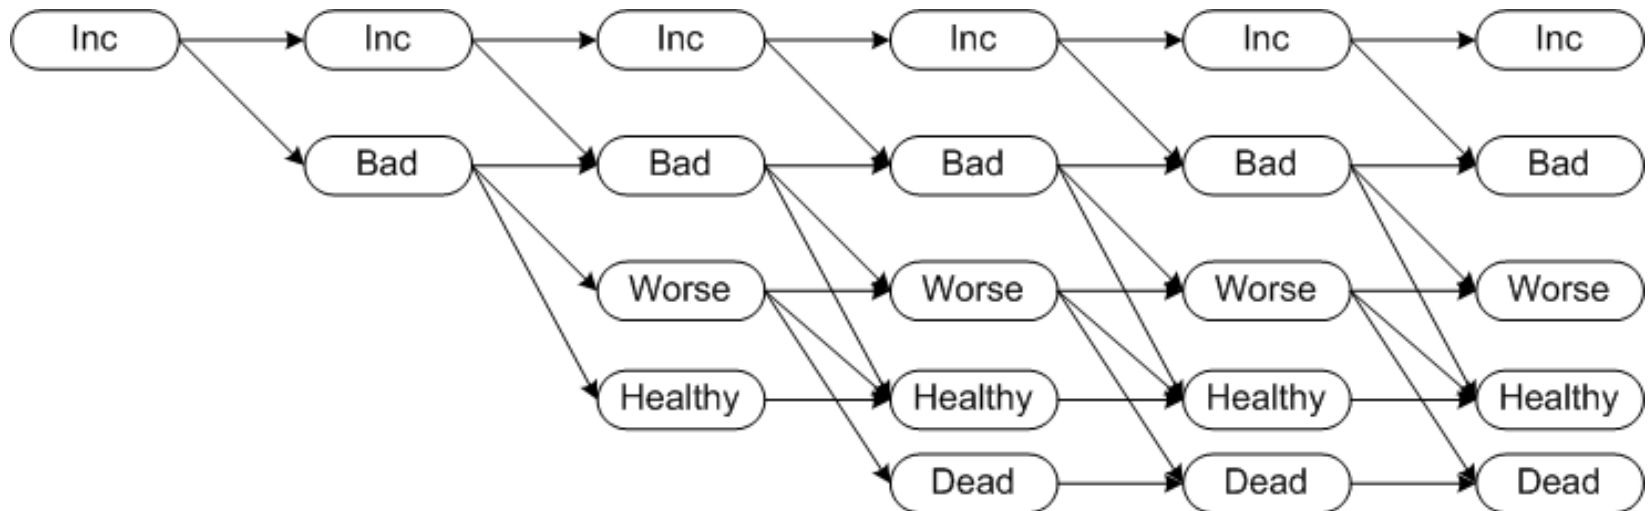 Inc Inc Inc Inc Inc Inc
Bad Bad Bad Bad Bad
Worse Worse Worse Worse
Healthy Healthy Healthy Healthy
Dead Dead Dead